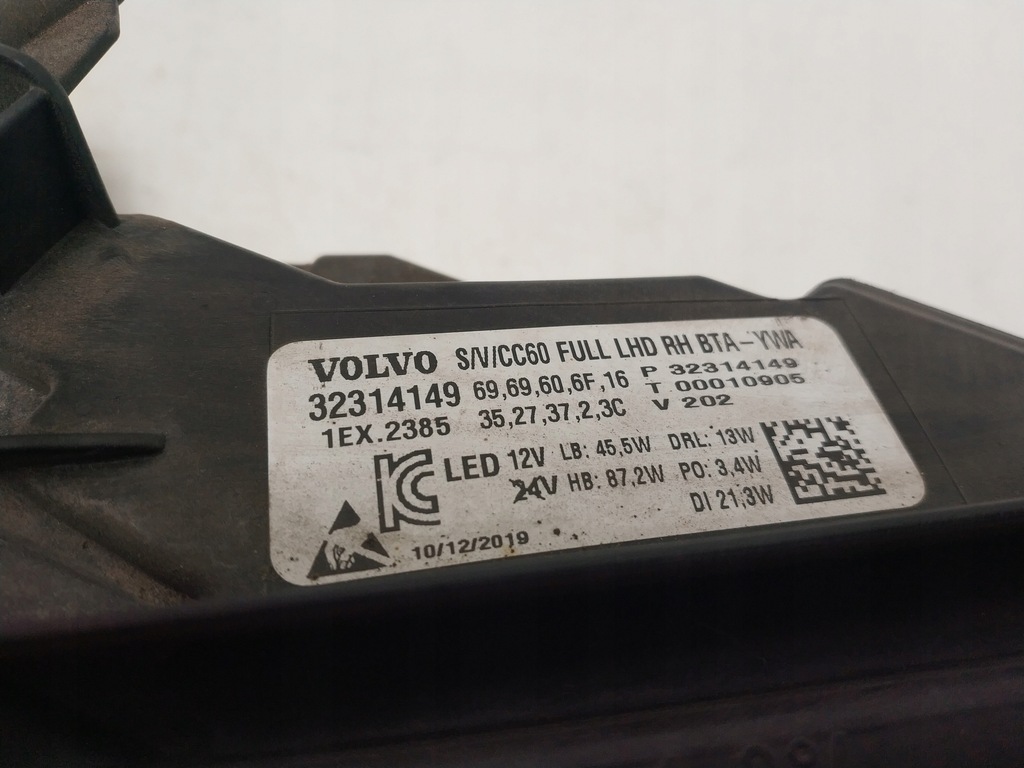 VOLVO S/V/CC60 FULL LHD RH BTA-YWA
32314149 69,69,60,6F,16 P 32314149
1EX.2385 35,27,37,2,3C T 00010905
V 202
LED 12V LB: 45,5W DRL: 13W
24V HB: 87,2W PO: 3,4W
DI 21,3W
10/12/2019